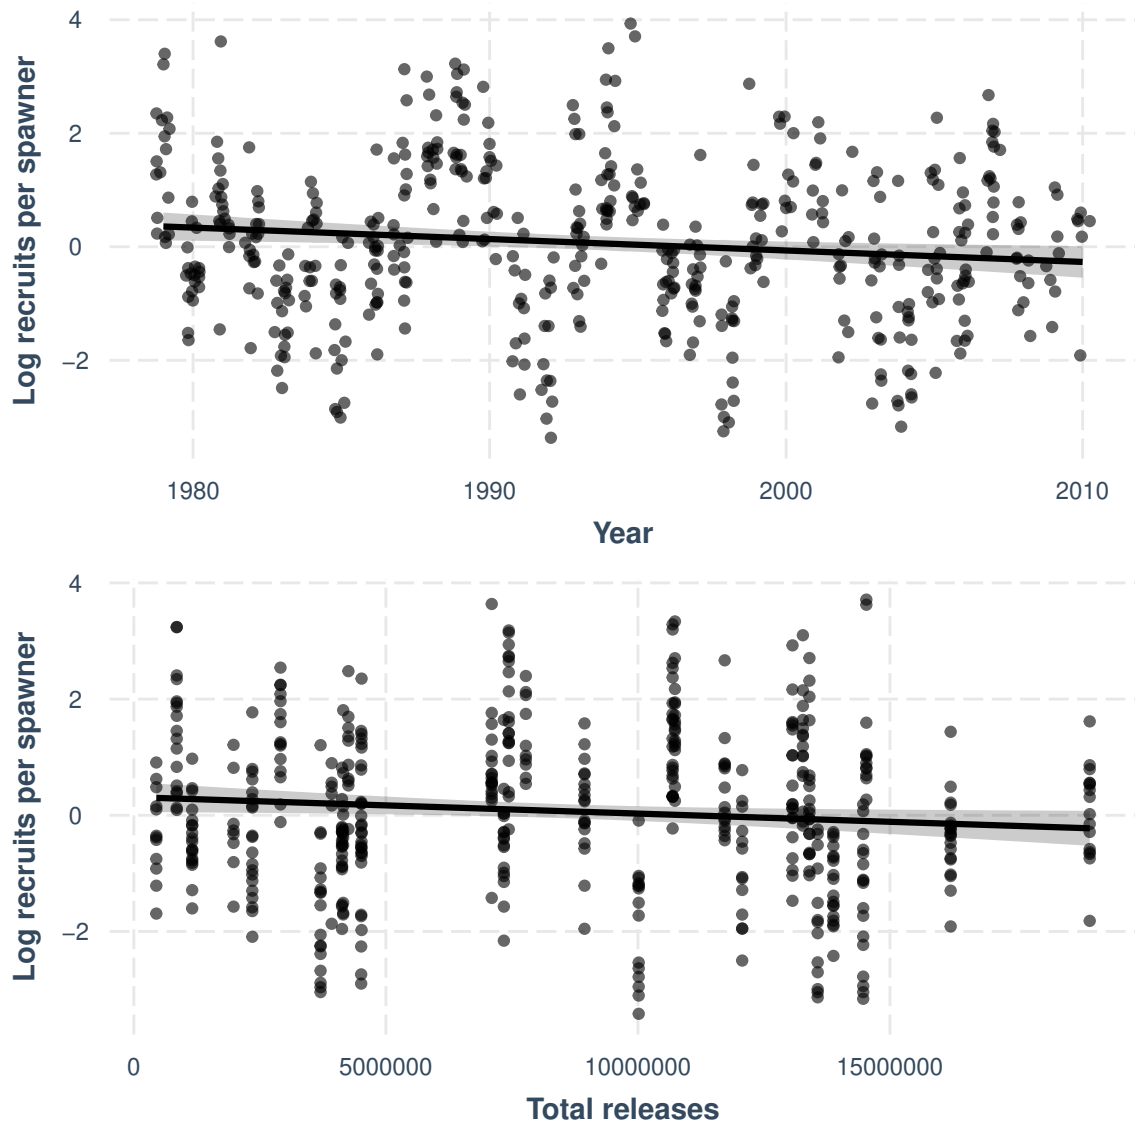 Log recruits per spawner
4
2
0
−2
1980 1990 2000 2010
Year
Log recruits per spawner
4
2
0
−2
0 5000000 10000000 15000000
Total releases